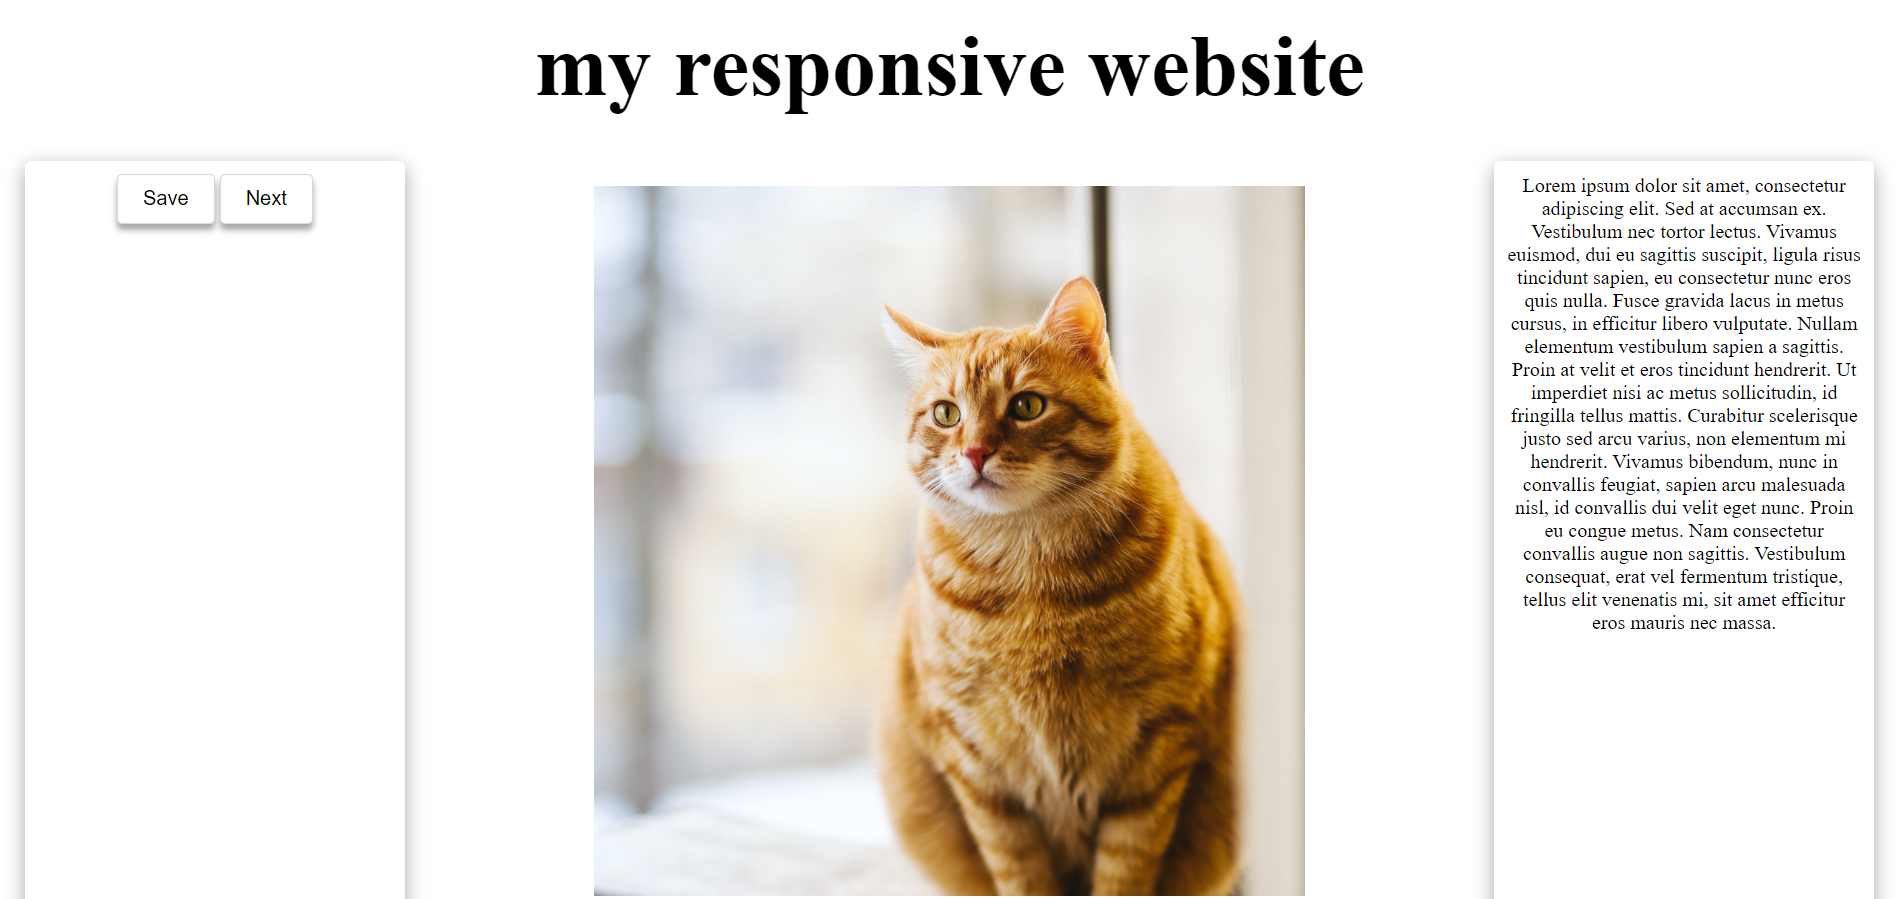 my responsive website
Save
Next
Lorem ipsum dolor sit amet, consectetur
adipiscing elit. Sed at accumsan ex.
Vestibulum nec tortor lectus. Vivamus
euismod, dui eu sagittis suscipit, ligula risus
tincidunt sapien, eu consectetur nunc eros
quis nulla. Fusce gravida lacus in metus
cursus, in efficitur libero vulputate. Nullam
elementum vestibulum sapien a sagittis.
Proin at velit et eros tincidunt hendrerit. Ut
imperdiet nisi ac metus sollicitudin, id
fringilla tellus mattis. Curabitur scelerisque
justo sed arcu varius, non elementum mi
hendrerit. Vivamus bibendum, nunc in
convallis feugiat, sapien arcu malesuada
nisl, id convallis dui velit eget nunc. Proin
eu congue metus. Nam consectetur
convallis augue non sagittis. Vestibulum
consequat, erat vel fermentum tristique,
tellus elit venenatis mi, sit amet efficitur
eros mauris nec massa.